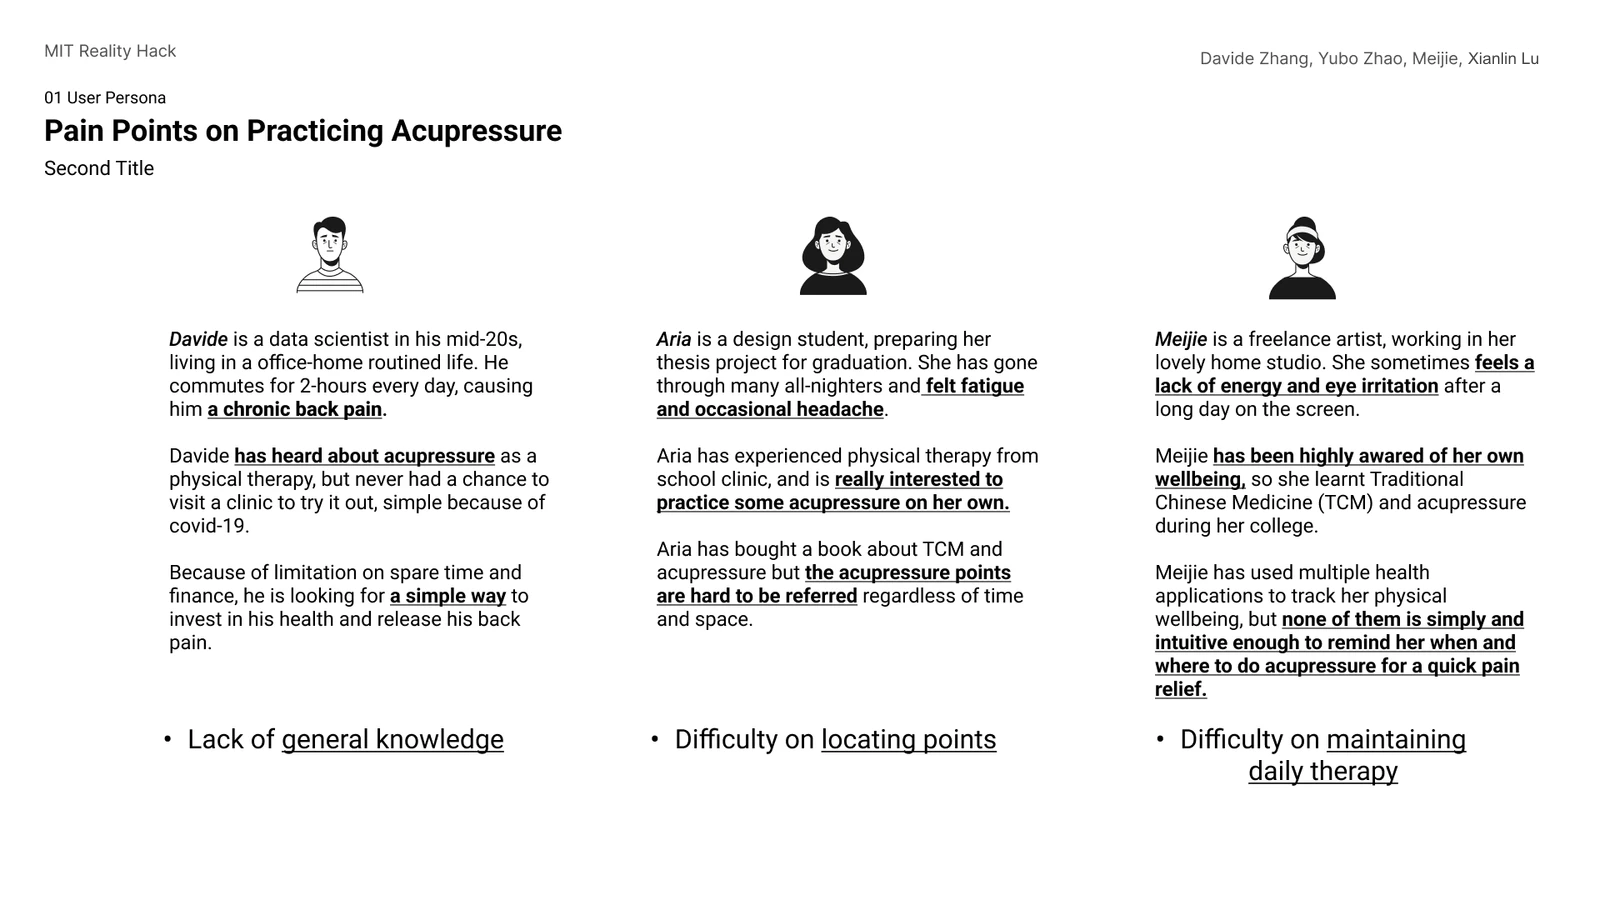 MIT Reality Hack
Davide Zhang, Yubo Zhao, Meijie, Xianlin Lu
01 User Persona
Pain Points on Practicing Acupressure
Second Title
Davide is a data scientist in his mid-20s,
living in a office-home routined life. He
commutes for 2-hours every day, causing
him a chronic back pain.
Davide has heard about acupressure as a
physical therapy, but never had a chance to
visit a clinic to try it out, simple because of
covid-19.
Because of limitation on spare time and
finance, he is looking for a simple way to
invest in his health and release his back
pain.
• Lack of general knowledge
Aria is a design student, preparing her
thesis project for graduation. She has gone
through many all-nighters and felt fatigue
and occasional headache.
Aria has experienced physical therapy from
school clinic, and is really interested to
practice some acupressure on her own.
Aria has bought a book about TCM and
acupressure but the acupressure points
are hard to be referred regardless of time
and space.
• Difficulty on locating points
Meijie is a freelance artist, working in her
lovely home studio. She sometimes feels a
lack of energy and eye irritation after a
long day on the screen.
Meijie has been highly awared of her own
wellbeing, so she learnt Traditional
Chinese Medicine (TCM) and acupressure
during her college.
Meijie has used multiple health
applications to track her physical
wellbeing, but none of them is simply and
intuitive enough to remind her when and
where to do acupressure for a quick pain
relief.
• Difficulty on maintaining
daily therapy